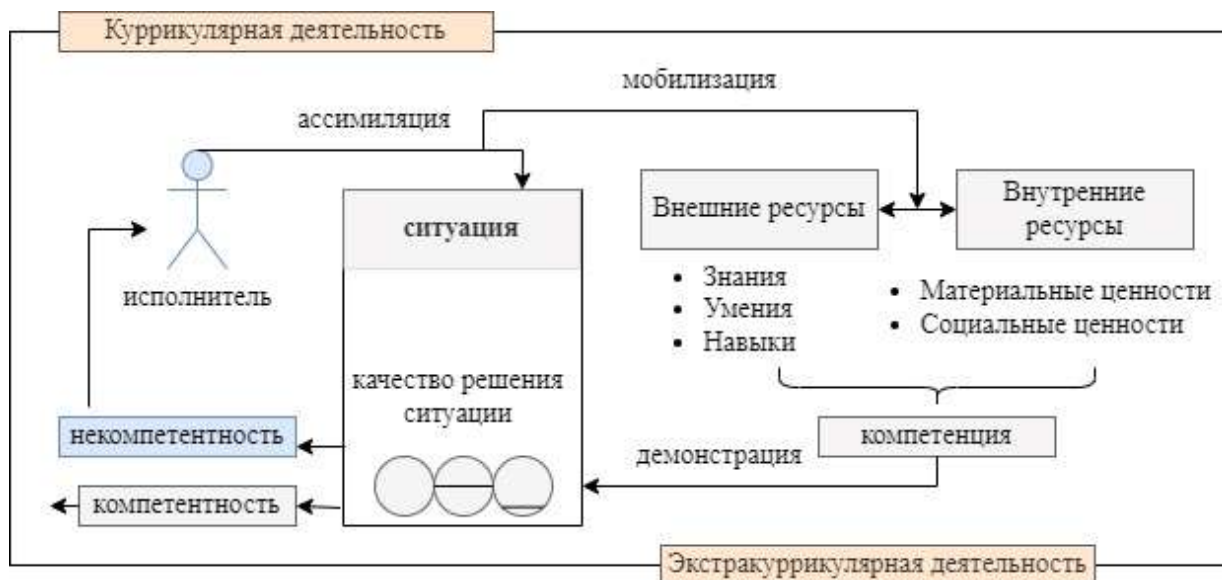 Куррикулярная деятельность
мобилизация
ассимиляция
Внешние ресурсы
Внутренние
ресурсы
ситуация
исполнитель
• Знания
• Умения
• Навыки
• Материальные ценности
• Социальные ценности
качество решения
ситуации
некомпетентность
компетенция
демонстрация
компетентность
Экстракуррикулярная деятельность